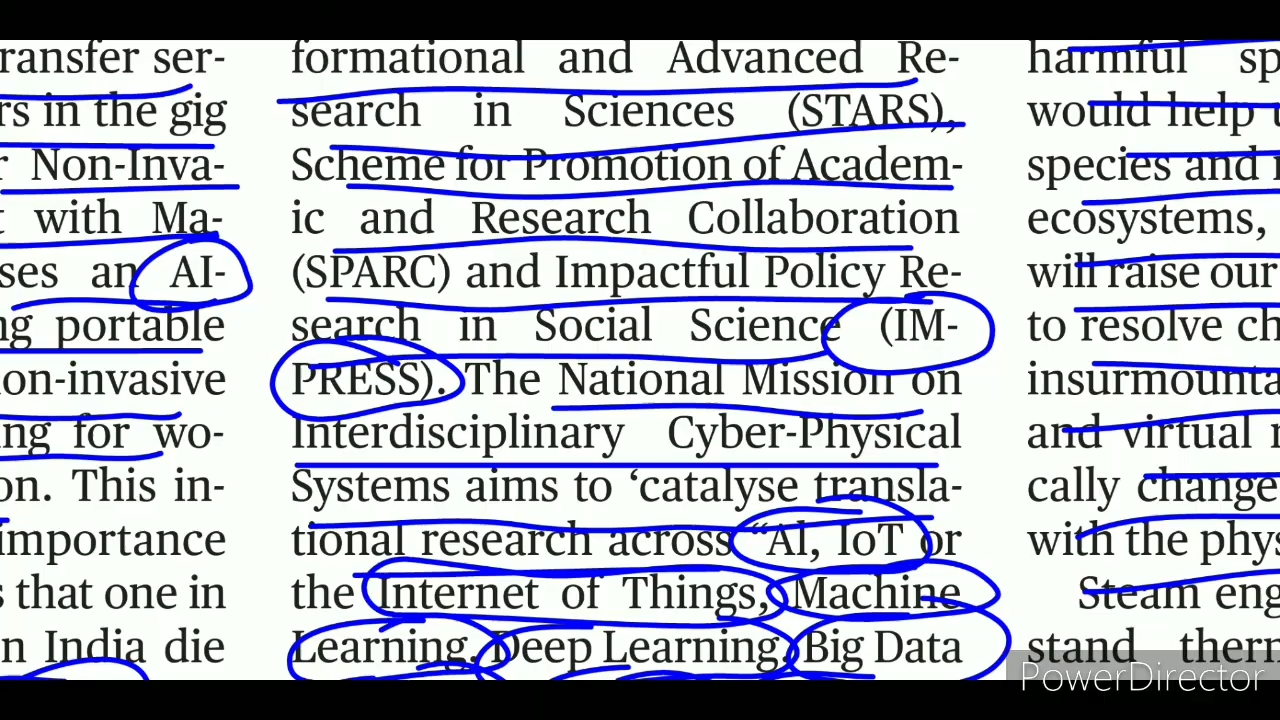 ransfer ser-
rs in the gig
r Non-Inva-
t with Ma-
ses an AI-
ng portable
on-invasive
ing for wo-
on. This in-
importance
s that one in
n India die
formational and Advanced Re-
search in Sciences (STARS),
Scheme for Promotion of Academ-
ic and Research Collaboration
(SPARC) and Impactful Policy Re-
search in Social Science (IM-
PRESS). The National Mission on
Interdisciplinary Cyber-Physical
Systems aims to ‘catalyse transla-
tional research across “Al, IoT or
the Internet of Things, Machine
Learning, Deep Learning, Big Data
harmful sp
would help t
species and
ecosystems,
will raise our
to resolve ch
insurmounta
and virtual
cally change
with the phys
Steam eng
stand therm
PowerDirector